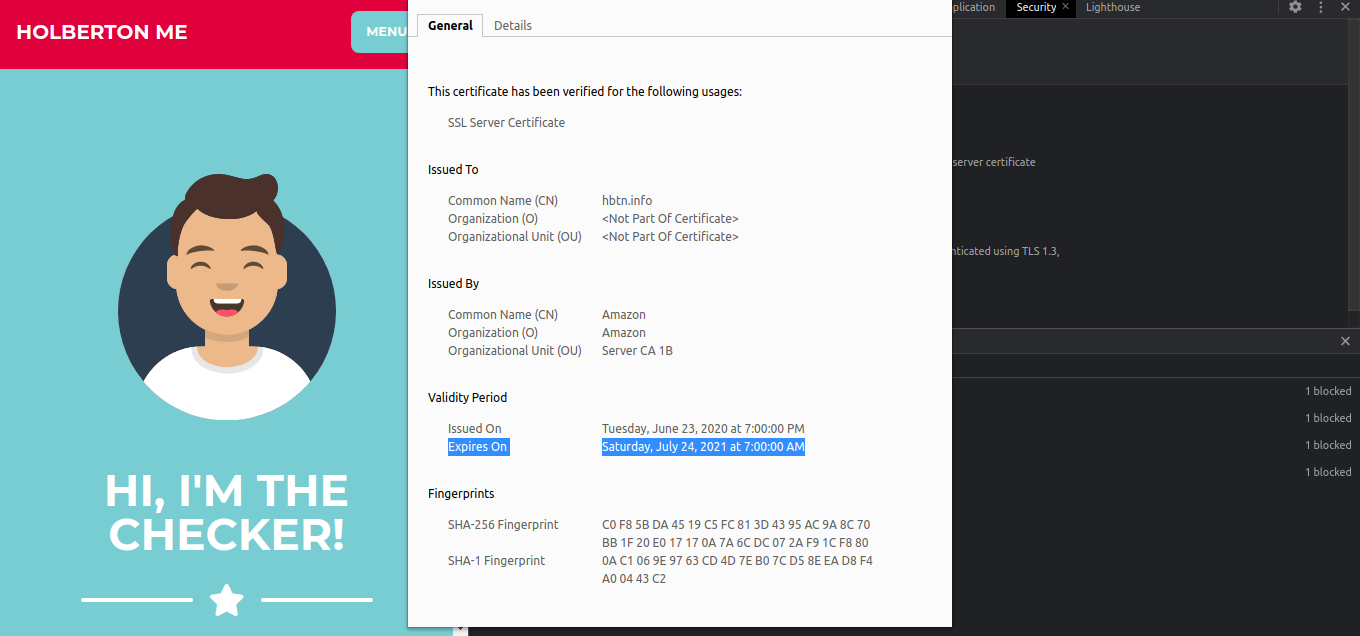 HOLBERTON ME
MENU
HI, I'M THE
CHECKER!
General Details
This certificate has been verified for the following usages:
SSL Server Certificate
Issued To
Common Name (CN) hbtn.info
Organization (O) <Not Part Of Certificate>
Organizational Unit (OU) <Not Part Of Certificate>
Issued By
Common Name (CN) Amazon
Organization (O) Amazon
Organizational Unit (OU) Server CA 1B
Validity Period
Issued On Tuesday, June 23, 2020 at 7:00:00 PM
Expires On Saturday, July 24, 2021 at 7:00:00 AM
Fingerprints
SHA-256 Fingerprint C0 F8 5B DA 45 19 C5 FC 81 3D 43 95 AC 9A 8C 70
BB 1F 20 E0 17 17 0A 7A 6C DC 07 2A F9 1C F8 80
SHA-1 Fingerprint 0A C1 06 9E 97 63 CD 4D 7E B0 7C D5 8E EA D8 F4
A0 04 43 C2
plication Security Lighthouse
server certificate
nticated using TLS 1.3,
1 blocked
1 blocked
1 blocked
1 blocked